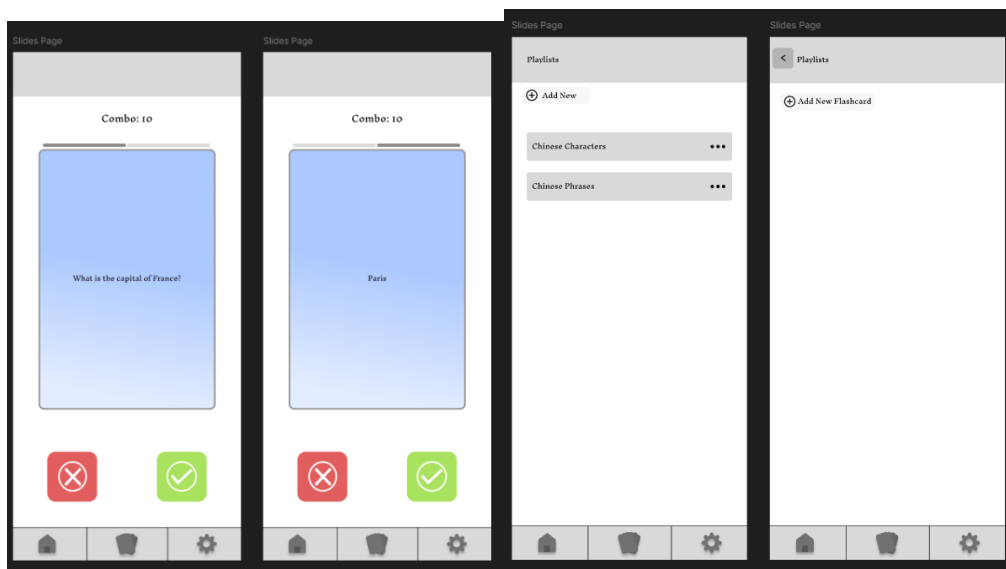 Slides Page
Combo: 10
What is the capital of France?
Slides Page
Combo: 10
Paris
Slides Page
Playlists
Add New
Chinese Characters
Chinese Phrases
Slides Page
< Playlists
Add New Flashcard